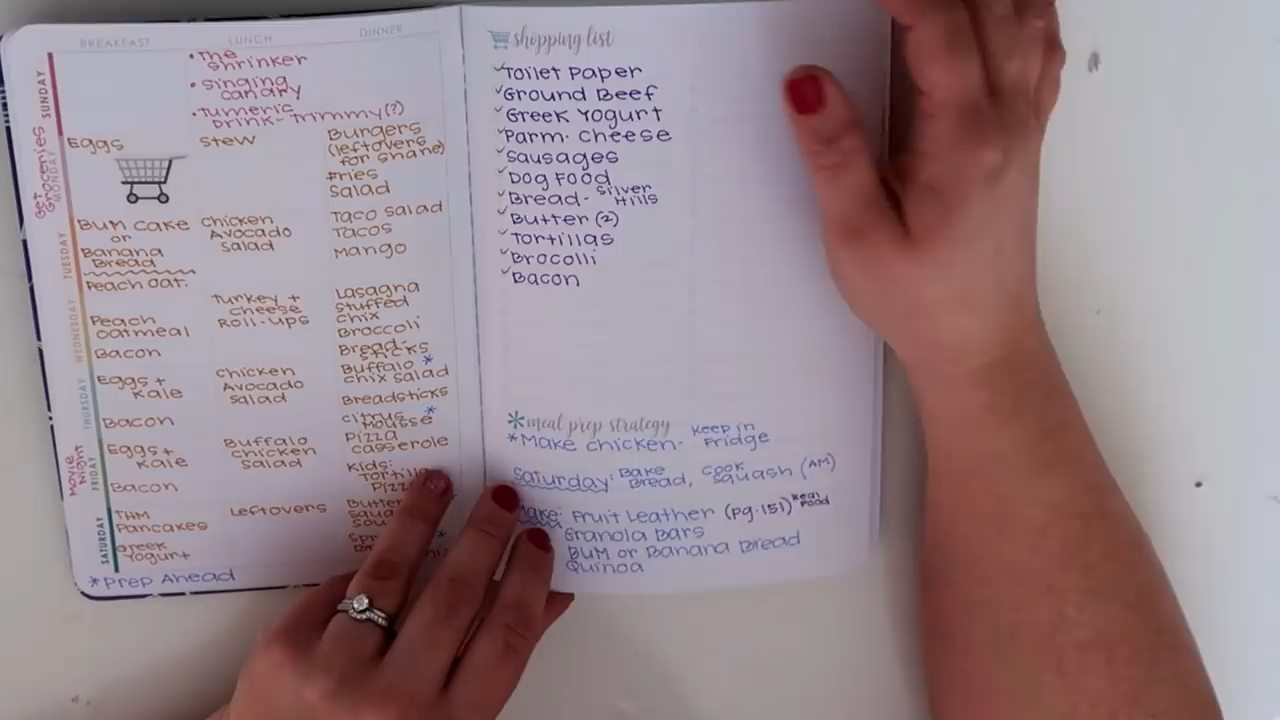 BREAKFAST LUNCH DINNER
SUNDAY
• The
shrinker
• singing
canary
• Tumeric
Drink- Trimmy(?)
Get
Groceries
MONDAY
Eggs
Stew
Burgers
(leftovers
for Shane)
Fries
Salad
TUESDAY
BUM Cake
or
Banana
Bread
Peach Oat.
Chicken
Avocado
Salad
Taco Salad
Tacos
Mango
WEDNESDAY
Peach
Oatmeal
Bacon
Turkey +
Cheese
Roll-ups
Lasagna
Stuffed
Chix
Broccoli
Bread-
sticks
THURSDAY
Eggs +
Kale
Bacon
Chicken
Avocado
Salad
Buffalo *
Chix Salad
Breadsticks
Citrus *
Mousse
Movie
Night
FRIDAY
Eggs +
Kale
Bacon
Buffalo
Chicken
Salad
Pizza
Casserole
Kids:
SATURDAY
THM
Pancakes
Greek
Yogurt
Leftovers
*Prep Ahead
shopping list
✓Toilet Paper
✓Ground Beef
✓Greek Yogurt
✓Parm. Cheese
✓Sausages
✓Dog Food
✓Bread- Silver
Hills
✓Butter (2)
✓Tortillas
✓Brocolli
✓Bacon
*meal prep strategy
*Make chicken- Keep in
Fridge
Saturday: Bake
Bread, Cook
Squash (AM)
Make: Fruit Leather (pg.151) Real
Food
Granola Bars
BUM or Banana Bread
Quinoa